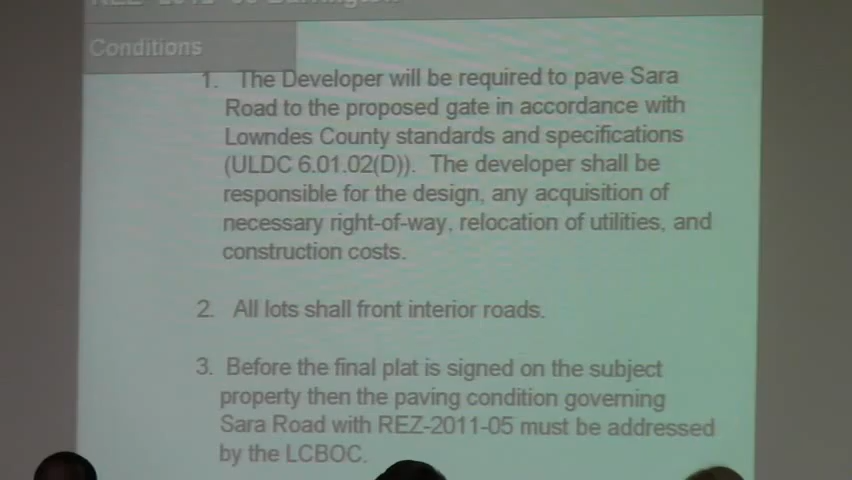 Conditions
1. The Developer will be required to pave Sara
Road to the proposed gate in accordance with
Lowndes County standards and specifications
(ULDC 6.01.02(D)). The developer shall be
responsible for the design, any acquisition of
necessary right-of-way, relocation of utilities, and
construction costs.
2. All lots shall front interior roads.
3. Before the final plat is signed on the subject
property then the paving condition governing
Sara Road with REZ-2011-05 must be addressed
by the LCBOC.